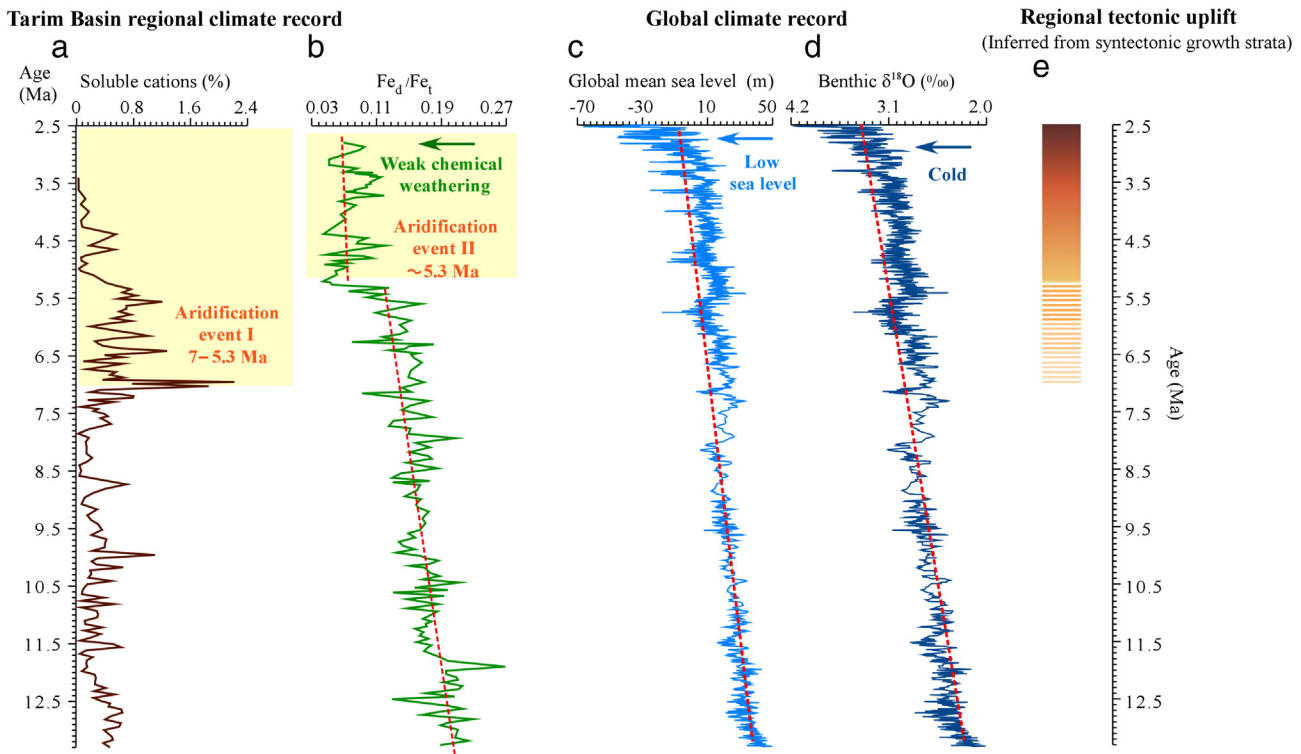 Tarim Basin regional climate record
Global climate record
Regional tectonic uplift
(Inferred from syntectonic growth strata)
a
b
c
d
e
Age
(Ma)
Soluble cations (%)
0 0.8 1.6 2.4
Fed/Fet
0.03 0.11 0.19 0.27
Global mean sea level (m)
-70 -30 10 50
Benthic δ¹⁸O (‰)
4.2 3.1 2.0
2.5
3.5
4.5
5.5
6.5
7.5
8.5
9.5
10.5
11.5
12.5
Aridification
event I
7–5.3 Ma
Weak chemical
weathering
Aridification
event II
~5.3 Ma
Low
sea level
Cold
2.5
3.5
4.5
5.5
6.5
7.5
8.5
9.5
10.5
11.5
12.5
Age (Ma)